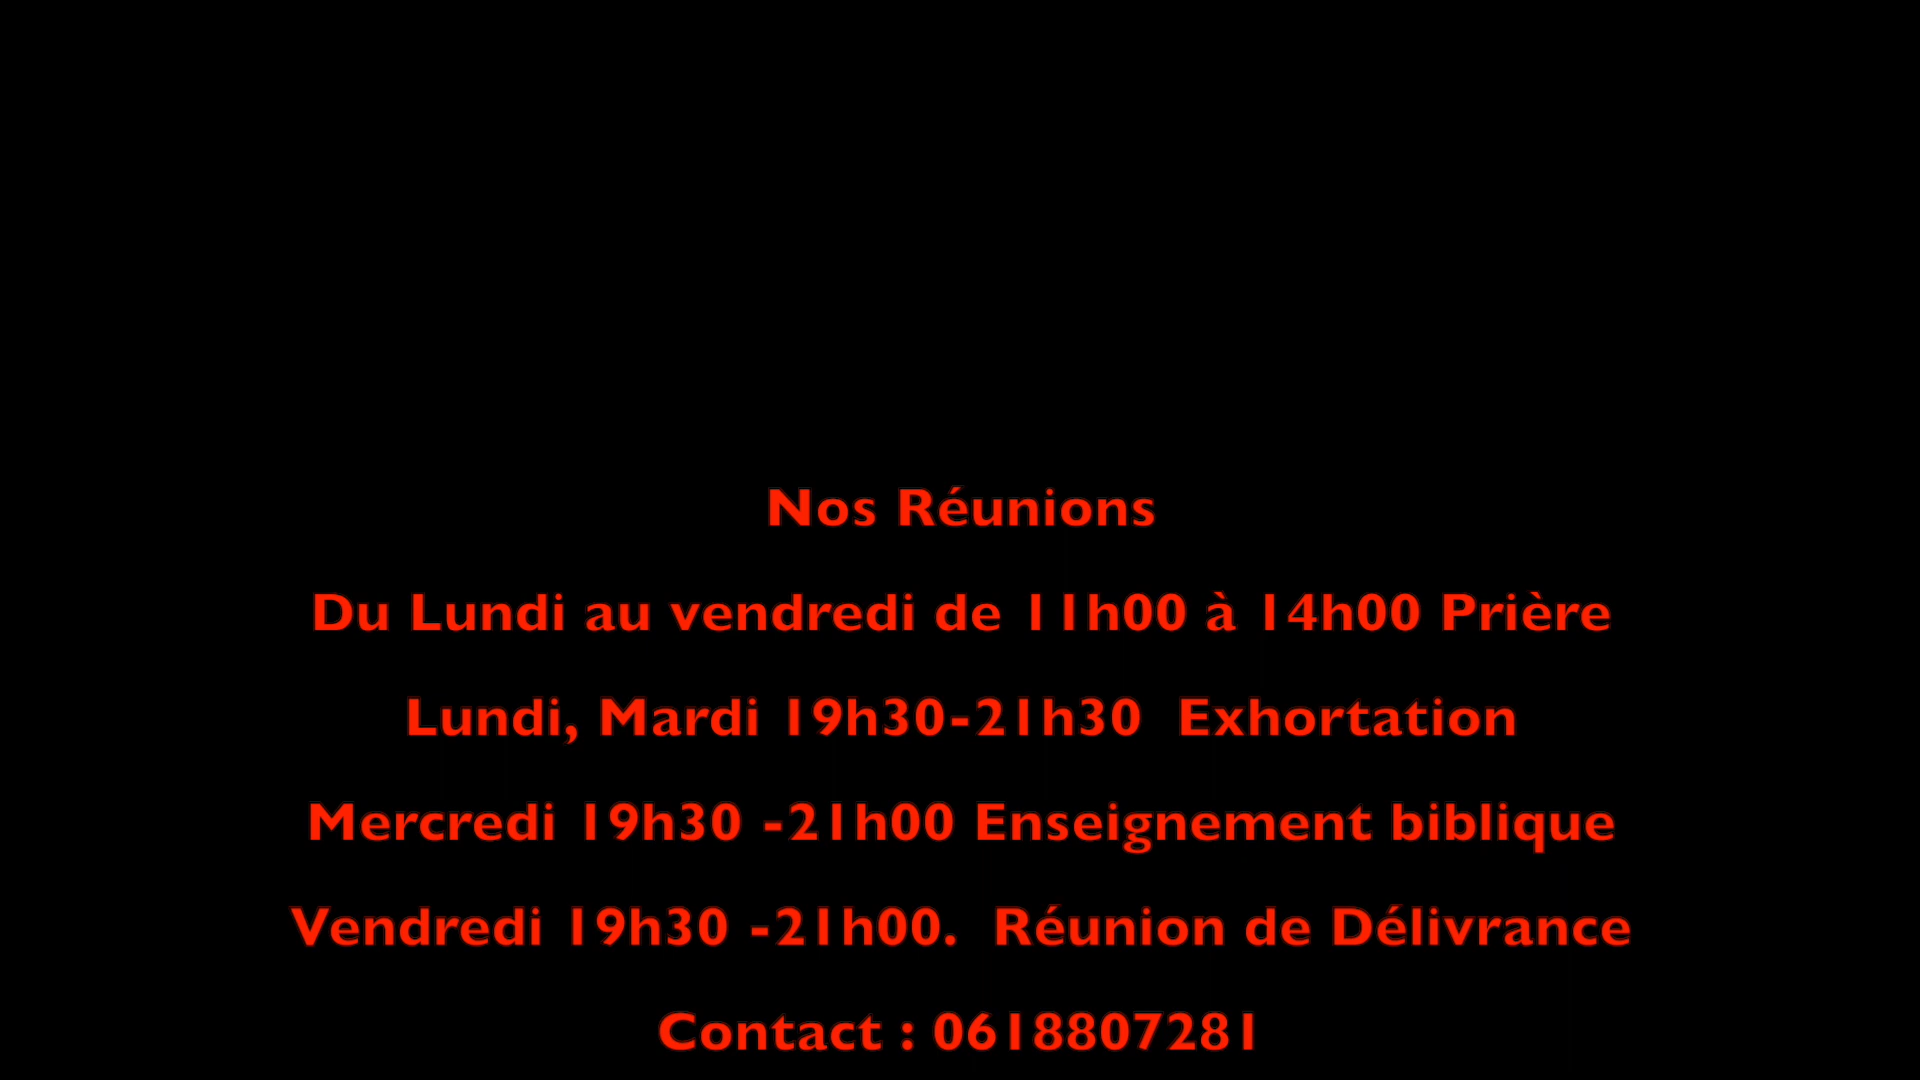 Nos Réunions
Du Lundi au vendredi de 11h00 à 14h00 Prière
Lundi, Mardi 19h30-21h30  Exhortation
Mercredi 19h30 -21h00 Enseignement biblique
Vendredi 19h30 -21h00.  Réunion de Délivrance
Contact : 0618807281